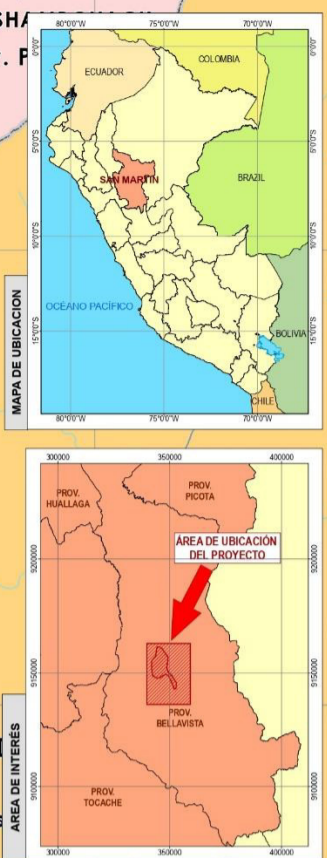 SHA
. P
80°0'0"O
75°0'0"O
70°0'0"O
0°0'0"
5°0'0"S
10°0'0"S
15°0'0"S
COLOMBIA
ECUADOR
SAN MARTIN
BRAZIL
OCÉANO PACÍFICO
BOLIVIA
CHILE
80°0'0"O
75°0'0"O
70°0'0"O
MAPA DE UBICACION
300000
350000
400000
PROV.
HUALLAGA
PROV.
PICOTA
ÁREA DE UBICACIÓN
DEL PROYECTO
9200000
9150000
9100000
PROV.
BELLAVISTA
PROV.
TOCACHE
300000
350000
400000
AREA DE INTERÉS